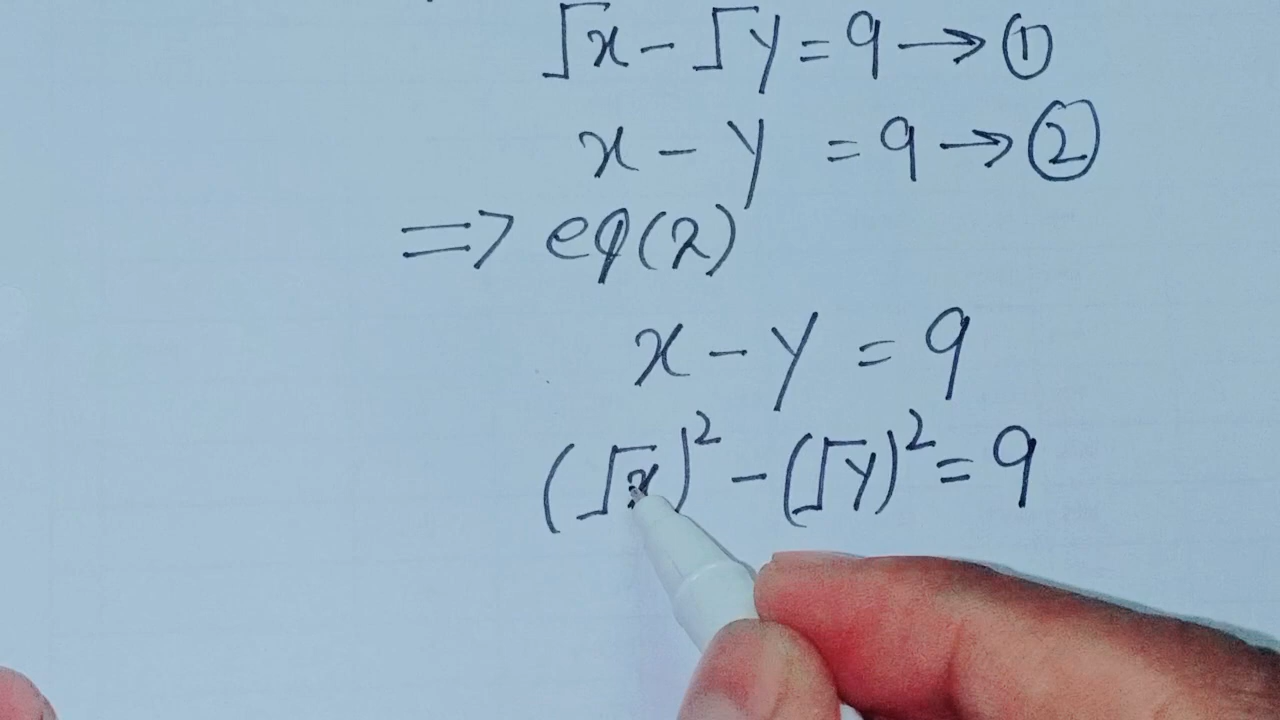 √x - √y = 9 → ①
x - y = 9 → ②
=> eq(2)
x - y = 9
(√x)² - (√y)² = 9